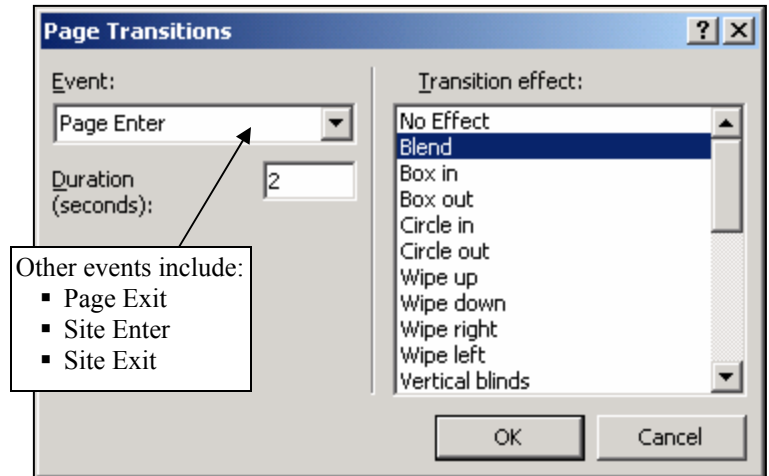 Page Transitions
Event:
Page Enter
Duration
(seconds):
2
Other events include:
▪ Page Exit
▪ Site Enter
▪ Site Exit
Transition effect:
No Effect
Blend
Box in
Box out
Circle in
Circle out
Wipe up
Wipe down
Wipe right
Wipe left
Vertical blinds
OK
Cancel